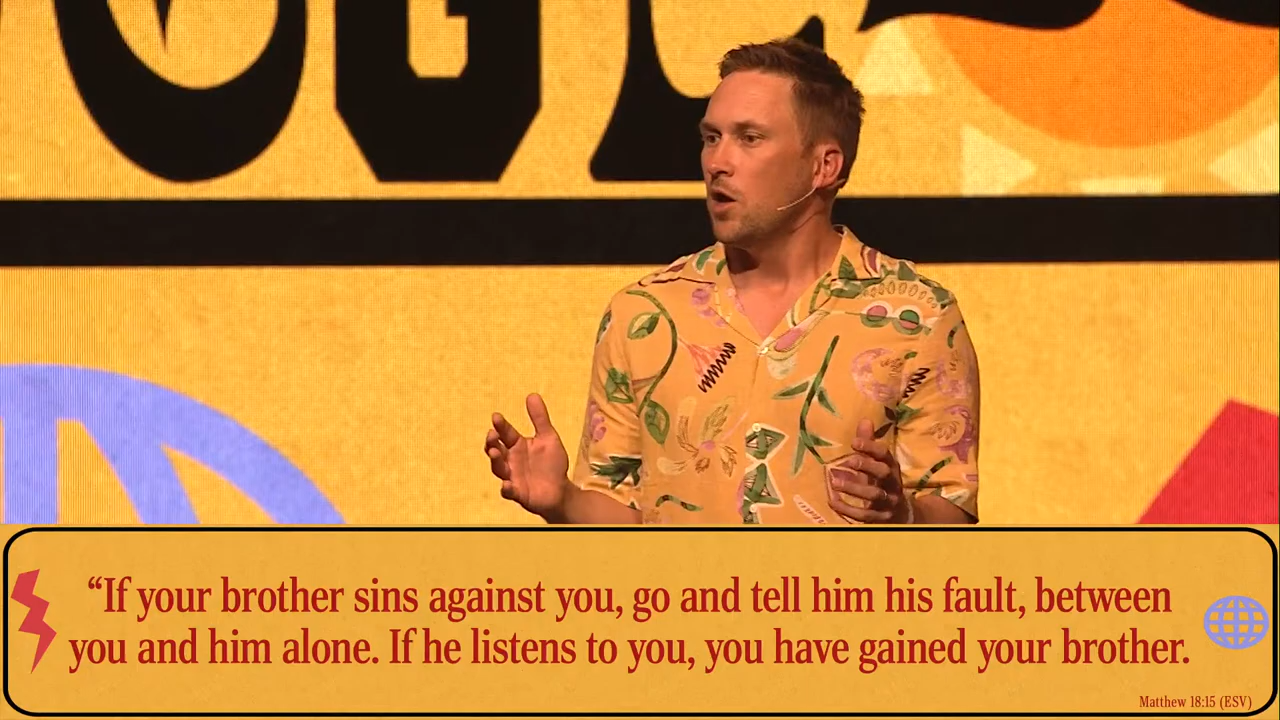 “If your brother sins against you, go and tell him his fault, between
you and him alone. If he listens to you, you have gained your brother.
Matthew 18:15 (ESV)